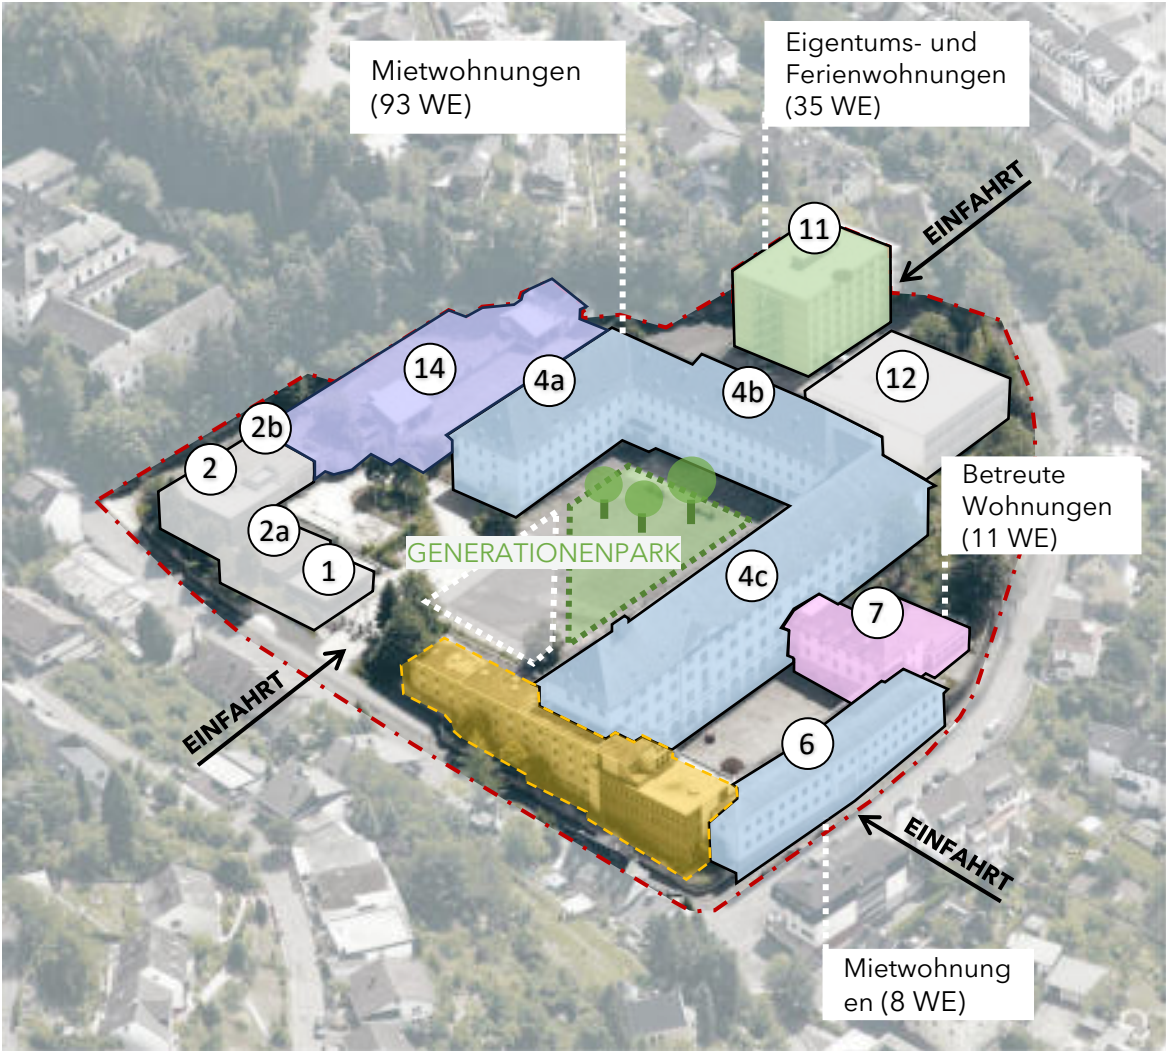 Eigentums- und
Ferienwohnungen
(35 WE)
Mietwohnungen
(93 WE)
EINFAHRT
11
14
4a
4b
12
2b
2
2a
1
Betreute
Wohnungen
(11 WE)
GENERATIONENPARK
4c
7
EINFAHRT
6
EINFAHRT
Mietwohnung
en (8 WE)